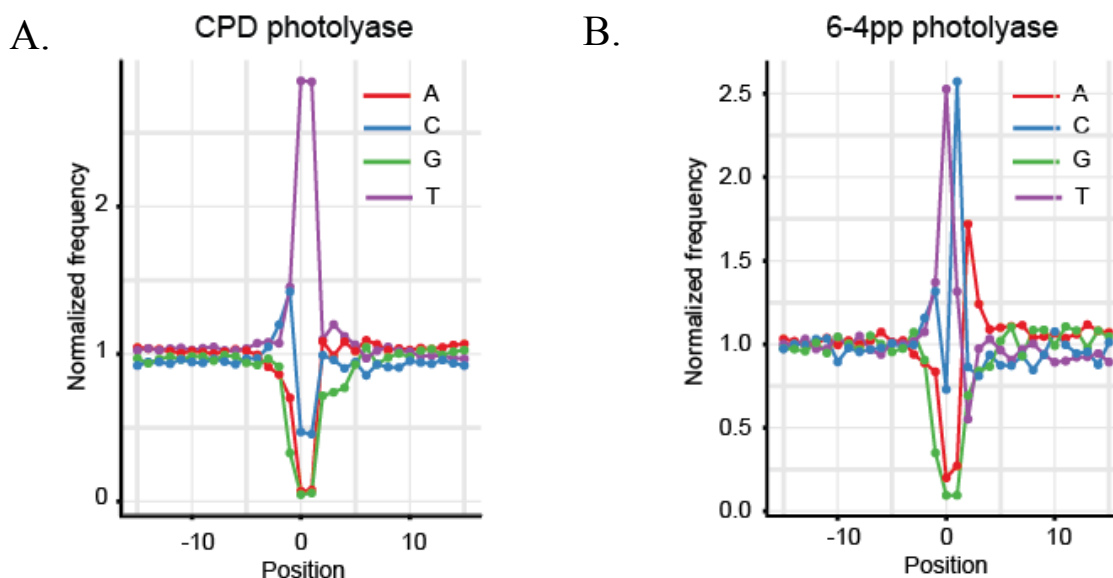 A.
CPD photolyase
A
C
G
T
Normalized frequency
2
1
0
-10
0
10
Position
B.
6-4pp photolyase
A
C
G
T
Normalized frequency
2.5
2.0
1.5
1.0
0.5
0.0
-10
0
10
Position